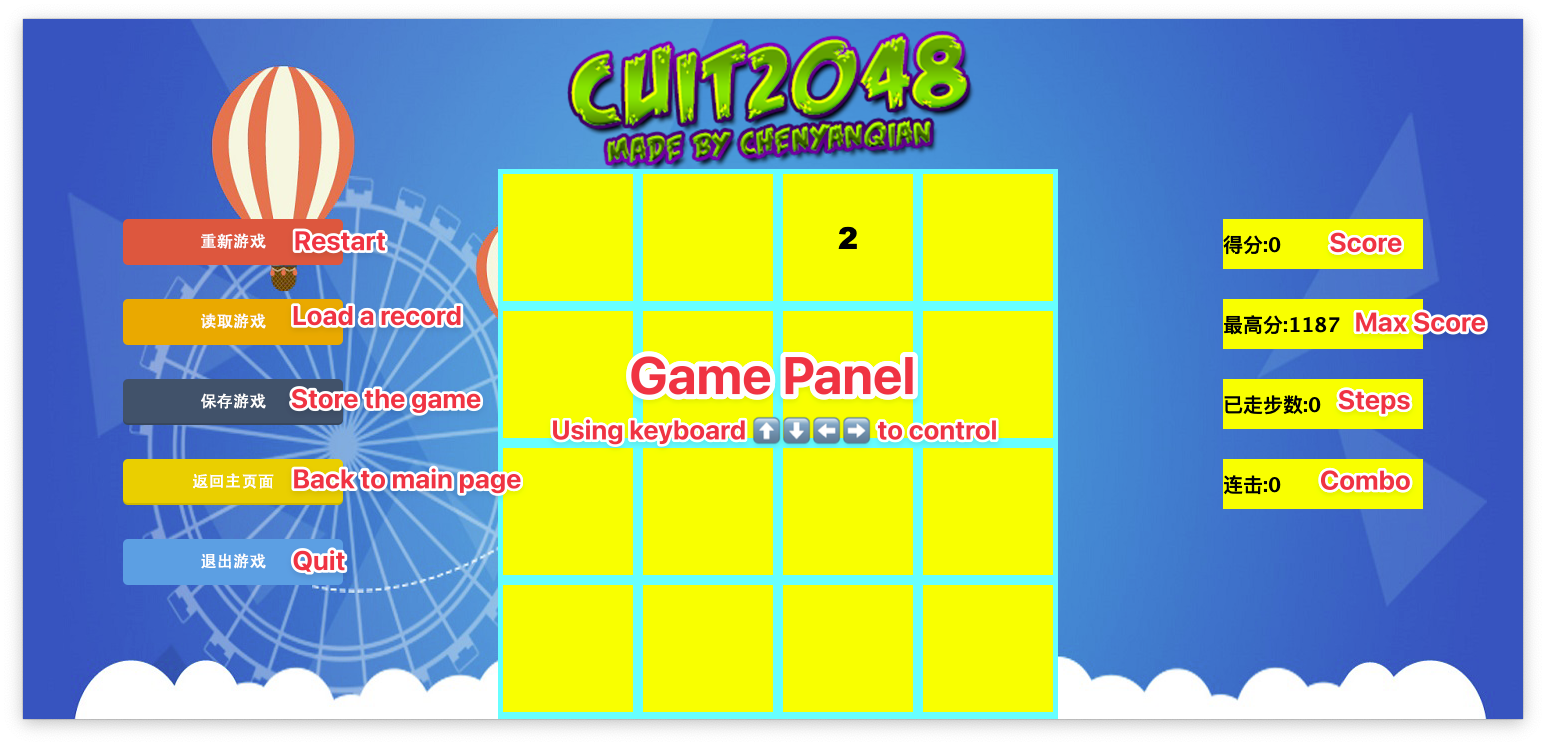 CUIT2048
MADE BY CHENYANQIAN
重新游戏 Restart
读取游戏 Load a record
保存游戏 Store the game
返回主页面 Back to main page
退出游戏 Quit
2
Game Panel
Using keyboard ⬆️⬇️⬅️➡️ to control
得分:0 Score
最高分:1187 Max Score
已走步数:0 Steps
连击:0 Combo